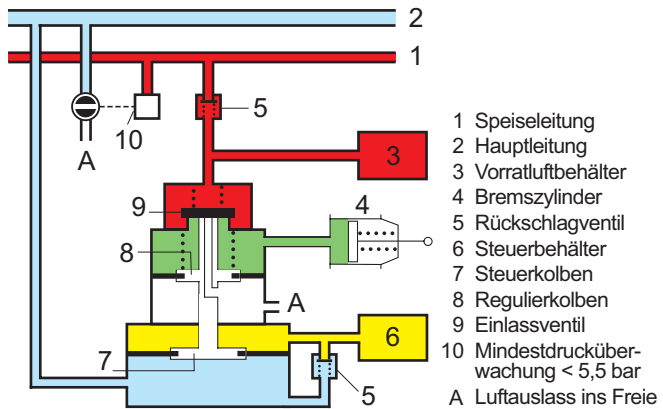 2
1
10
5
A
3
9
4
8
A
7
6
5
1 Speiseleitung
2 Hauptleitung
3 Vorratluftbehälter
4 Bremszylinder
5 Rückschlagventil
6 Steuerbehälter
7 Steuerkolben
8 Regulierkolben
9 Einlassventil
10 Mindestdrucküber-
wachung < 5,5 bar
A Luftauslass ins Freie